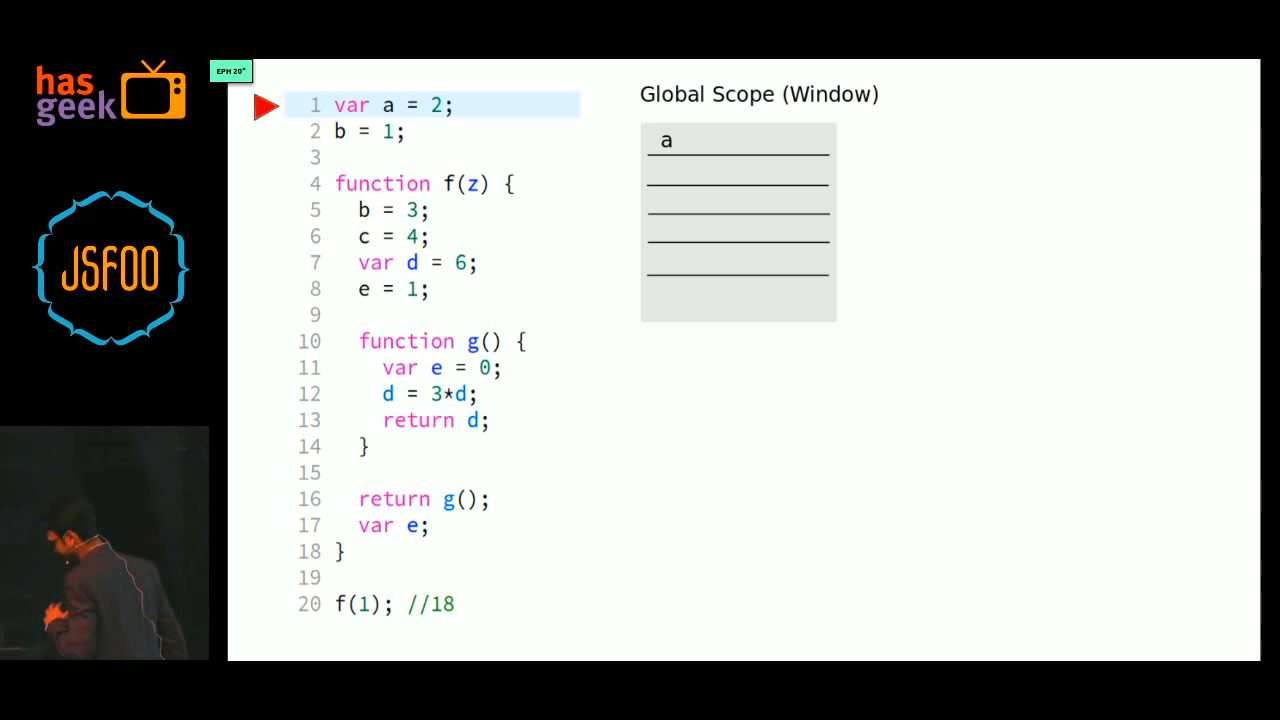 has
geek
EPH 20"
JSFOO
1 var a = 2;
2 b = 1;
3
4 function f(z) {
5   b = 3;
6   c = 4;
7   var d = 6;
8   e = 1;
9
10   function g() {
11     var e = 0;
12     d = 3*d;
13     return d;
14   }
15
16   return g();
17   var e;
18 }
19
20 f(1); //18
Global Scope (Window)
a